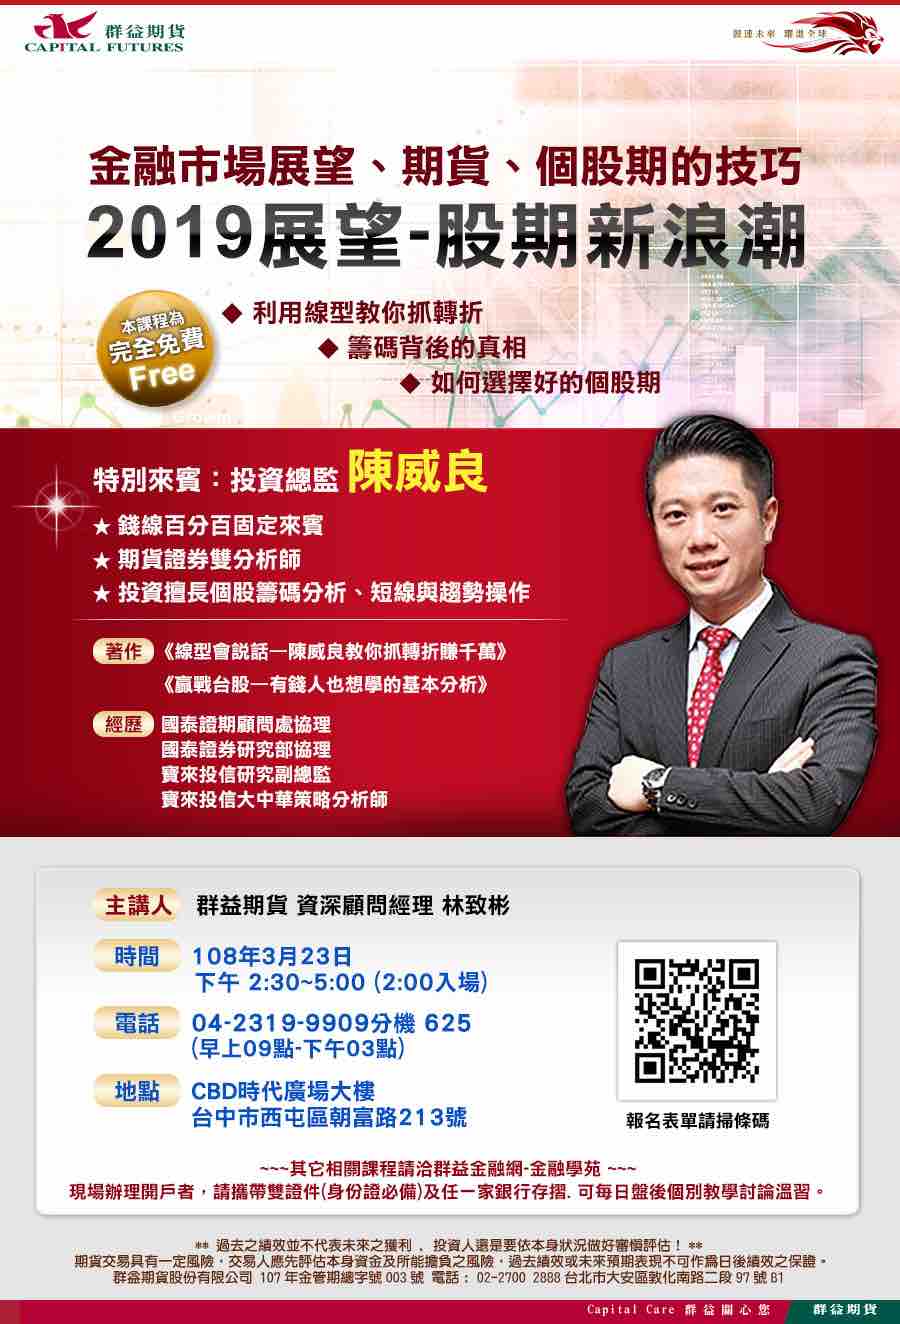 群益期貨
CAPITAL FUTURES
金融市場展望、期貨、個股期的技巧
2019展望-股期新浪潮
本課程為
完全免費
Free
◆ 利用線型教你抓轉折
◆ 籌碼背後的真相
◆ 如何選擇好的個股期
特別來賓：投資總監 陳威良
★ 錢線百分百固定來賓
★ 期貨證券雙分析師
★ 投資擅長個股籌碼分析、短線與趨勢操作
著作 《線型會說話—陳威良教你抓轉折賺千萬》
《贏戰台股—有錢人也想學的基本分析》
經歷 國泰證期顧問處協理
國泰證券研究部協理
寶來投信研究副總監
寶來投信大中華策略分析師
主講人 群益期貨 資深顧問經理 林致彬
時間 108年3月23日
下午 2:30~5:00 (2:00入場)
電話 04-2319-9909分機 625
(早上09點-下午03點)
地點 CBD時代廣場大樓
台中市西屯區朝富路213號
報名表單請掃條碼
~~~其它相關課程請洽群益金融網-金融學苑 ~~~
現場辦理開戶者，請攜帶雙證件(身份證必備)及任一家銀行存摺. 可每日盤後個別教學討論溫習。
** 過去之績效並不代表未來之獲利 ﹐ 投資人還是要依本身狀況做好審慎評估！**
期貨交易具有一定風險，交易人應先評估本身資金及所能擔負之風險，過去績效或未來預期表現不可作為日後績效之保證。
群益期貨股份有限公司 107 年金管期總字號 003 號 電話： 02-2700 2888 台北市大安區敦化南路二段 97 號 B1
Capital Care 群益關心您 群益期貨